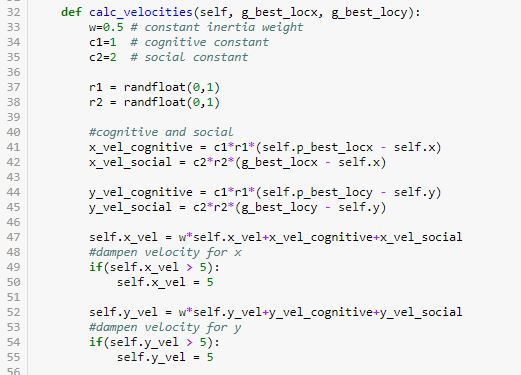 32 def calc_velocities(self, g_best_locx, g_best_locy):
33 w=0.5 # constant inertia weight
34 c1=1 # cognitive constant
35 c2=2 # social constant
36
37 r1 = randfloat(0,1)
38 r2 = randfloat(0,1)
39
40 #cognitive and social
41 x_vel_cognitive = c1*r1*(self.p_best_locx - self.x)
42 x_vel_social = c2*r2*(g_best_locx - self.x)
43
44 y_vel_cognitive = c1*r1*(self.p_best_locy - self.y)
45 y_vel_social = c2*r2*(g_best_locy - self.y)
46
47 self.x_vel = w*self.x_vel+x_vel_cognitive+x_vel_social
48 #dampen velocity for x
49 if(self.x_vel > 5):
50 self.x_vel = 5
51
52 self.y_vel = w*self.y_vel+y_vel_cognitive+y_vel_social
53 #dampen velocity for y
54 if(self.y_vel > 5):
55 self.y_vel = 5
56